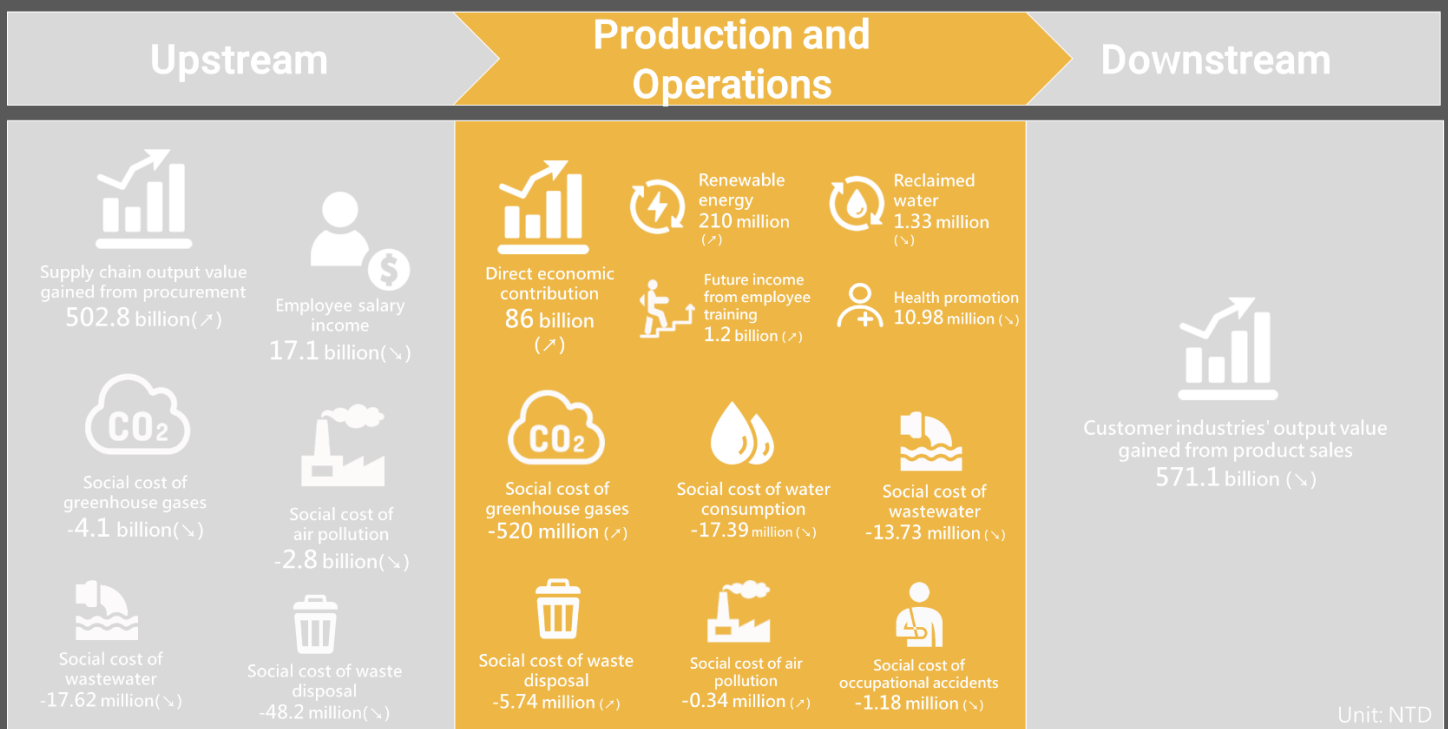 Upstream
Production and
Operations
Downstream
Supply chain output value
gained from procurement
502.8 billion(↗)
Employee salary
income
17.1 billion(↘)
CO₂
Social cost of
greenhouse gases
-4.1 billion(↘)
Social cost of
air pollution
-2.8 billion(↘)
Social cost of
wastewater
-17.62 million(↘)
Social cost of waste
disposal
-48.2 million(↘)
Direct economic
contribution
86 billion
(↗)
Renewable
energy
210 million
(↗)
Reclaimed
water
1.33 million
(↘)
Future income
from employee
training
1.2 billion (↗)
Health promotion
10.98 million (↘)
CO₂
Social cost of
greenhouse gases
-520 million (↗)
Social cost of water
consumption
-17.39 million (↘)
Social cost of
wastewater
-13.73 million (↘)
Social cost of waste
disposal
-5.74 million (↗)
Social cost of air
pollution
-0.34 million (↗)
Social cost of
occupational accidents
-1.18 million (↘)
Customer industries' output value
gained from product sales
571.1 billion (↘)
Unit: NTD